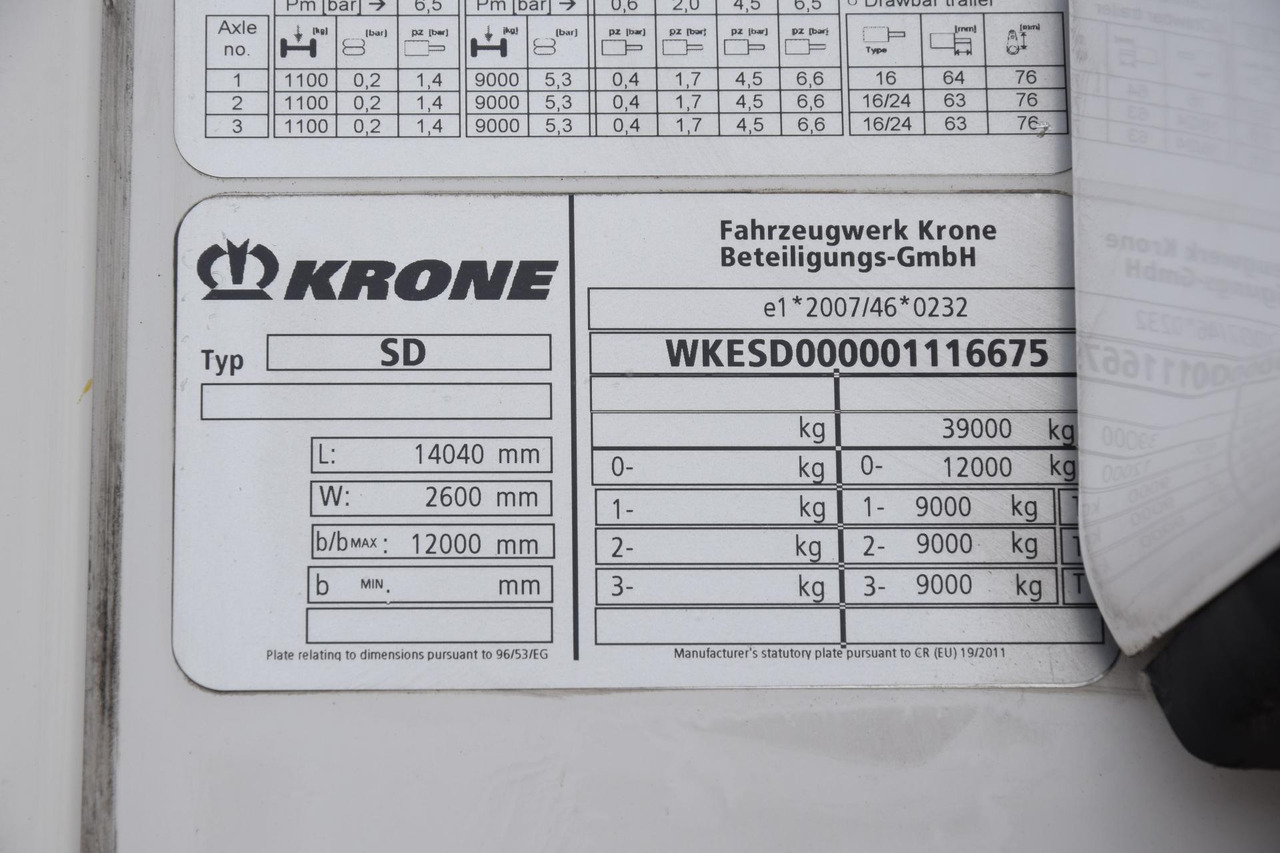 Pm [bar] → 6,5 Pm [bar] → 0,6 2,0 4,5 6,5 Drawbar trailer
Axle no. [kg] [bar] pz [bar] [kg] [bar] pz [bar] pz [bar] pz [bar] pz [bar] Type [mm] [mm]
1 1100 0,2 1,4 9000 5,3 0,4 1,7 4,5 6,6 16 64 76
2 1100 0,2 1,4 9000 5,3 0,4 1,7 4,5 6,6 16/24 63 76
3 1100 0,2 1,4 9000 5,3 0,4 1,7 4,5 6,6 16/24 63 76
KRONE
Typ SD
L: 14040 mm
W: 2600 mm
b/bMAX: 12000 mm
b MIN. mm
Plate relating to dimensions pursuant to 96/53/EG
Fahrzeugwerk Krone
Beteiligungs-GmbH
e1*2007/46*0232
WKESD000001116675
kg 39000 kg
0- kg 0- 12000 kg
1- kg 1- 9000 kg T
2- kg 2- 9000 kg T
3- kg 3- 9000 kg T
Manufacturer's statutory plate pursuant to CR (EU) 19/2011